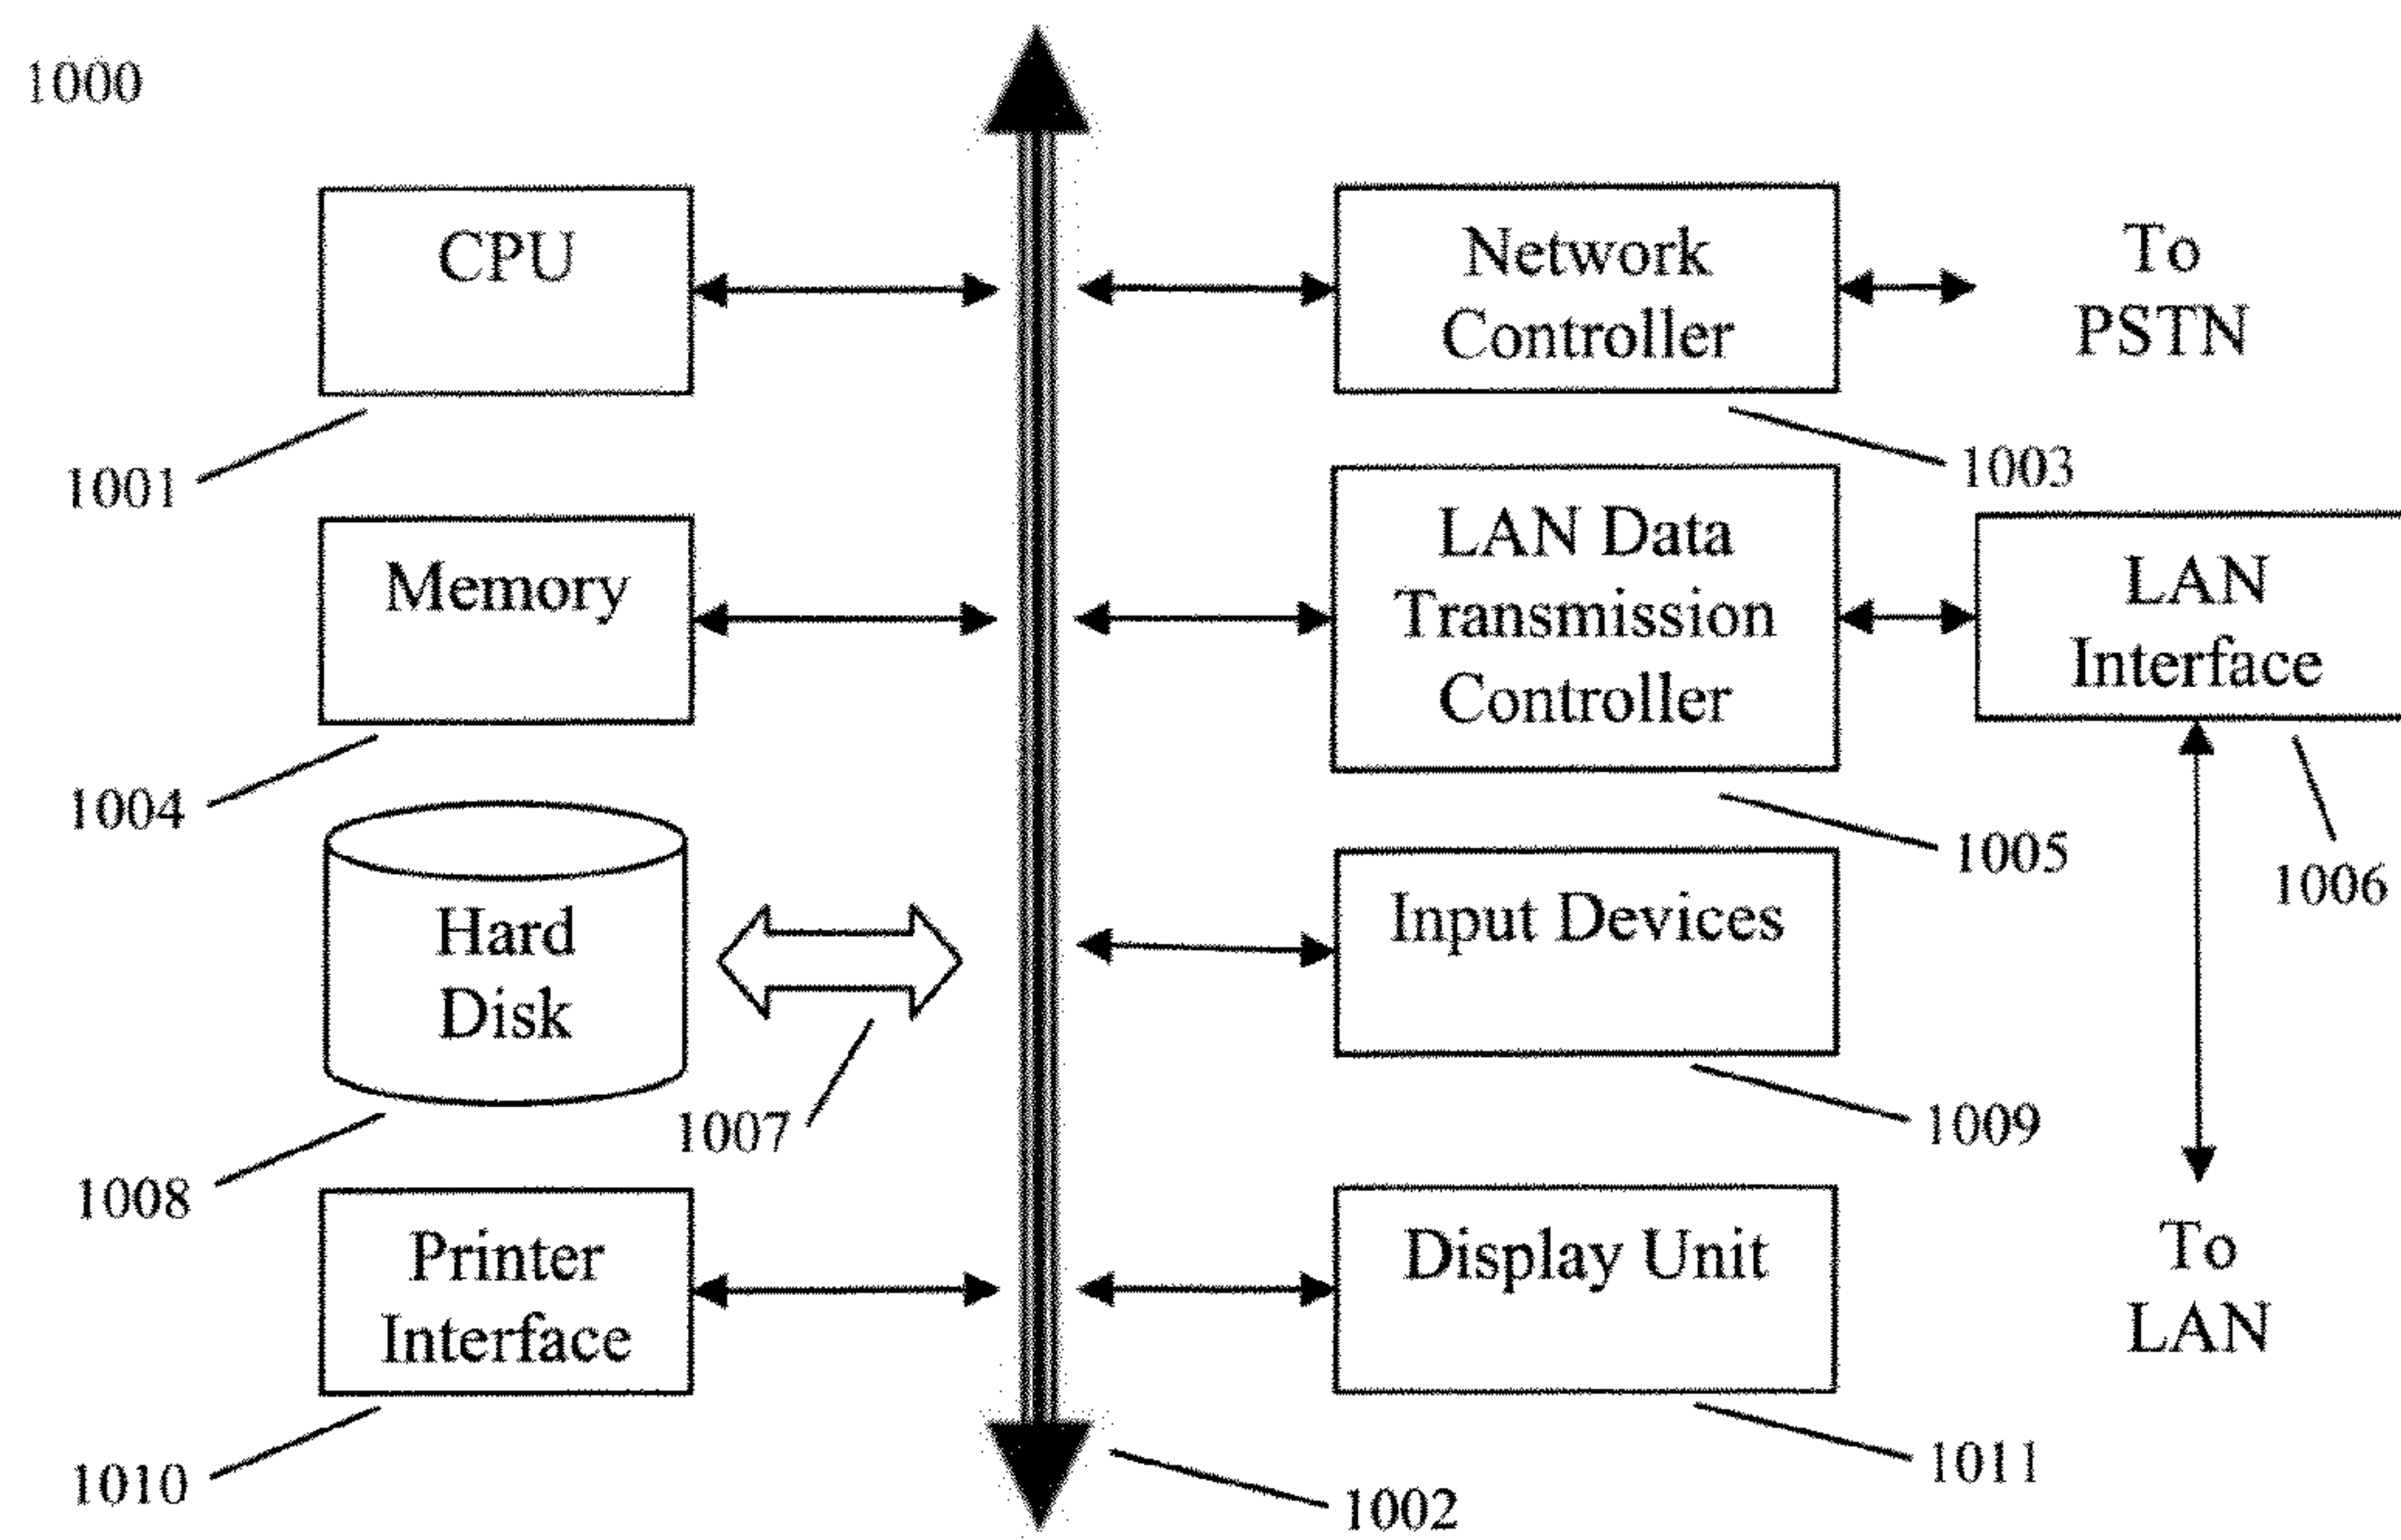 1000
CPU
Network
Controller
To
PSTN
1001
1003
Memory
LAN Data
Transmission
Controller
LAN
Interface
1004
1005
1006
Hard
Disk
1007
Input Devices
1008
1009
Printer
Interface
Display Unit
To
LAN
1010
1002
1011